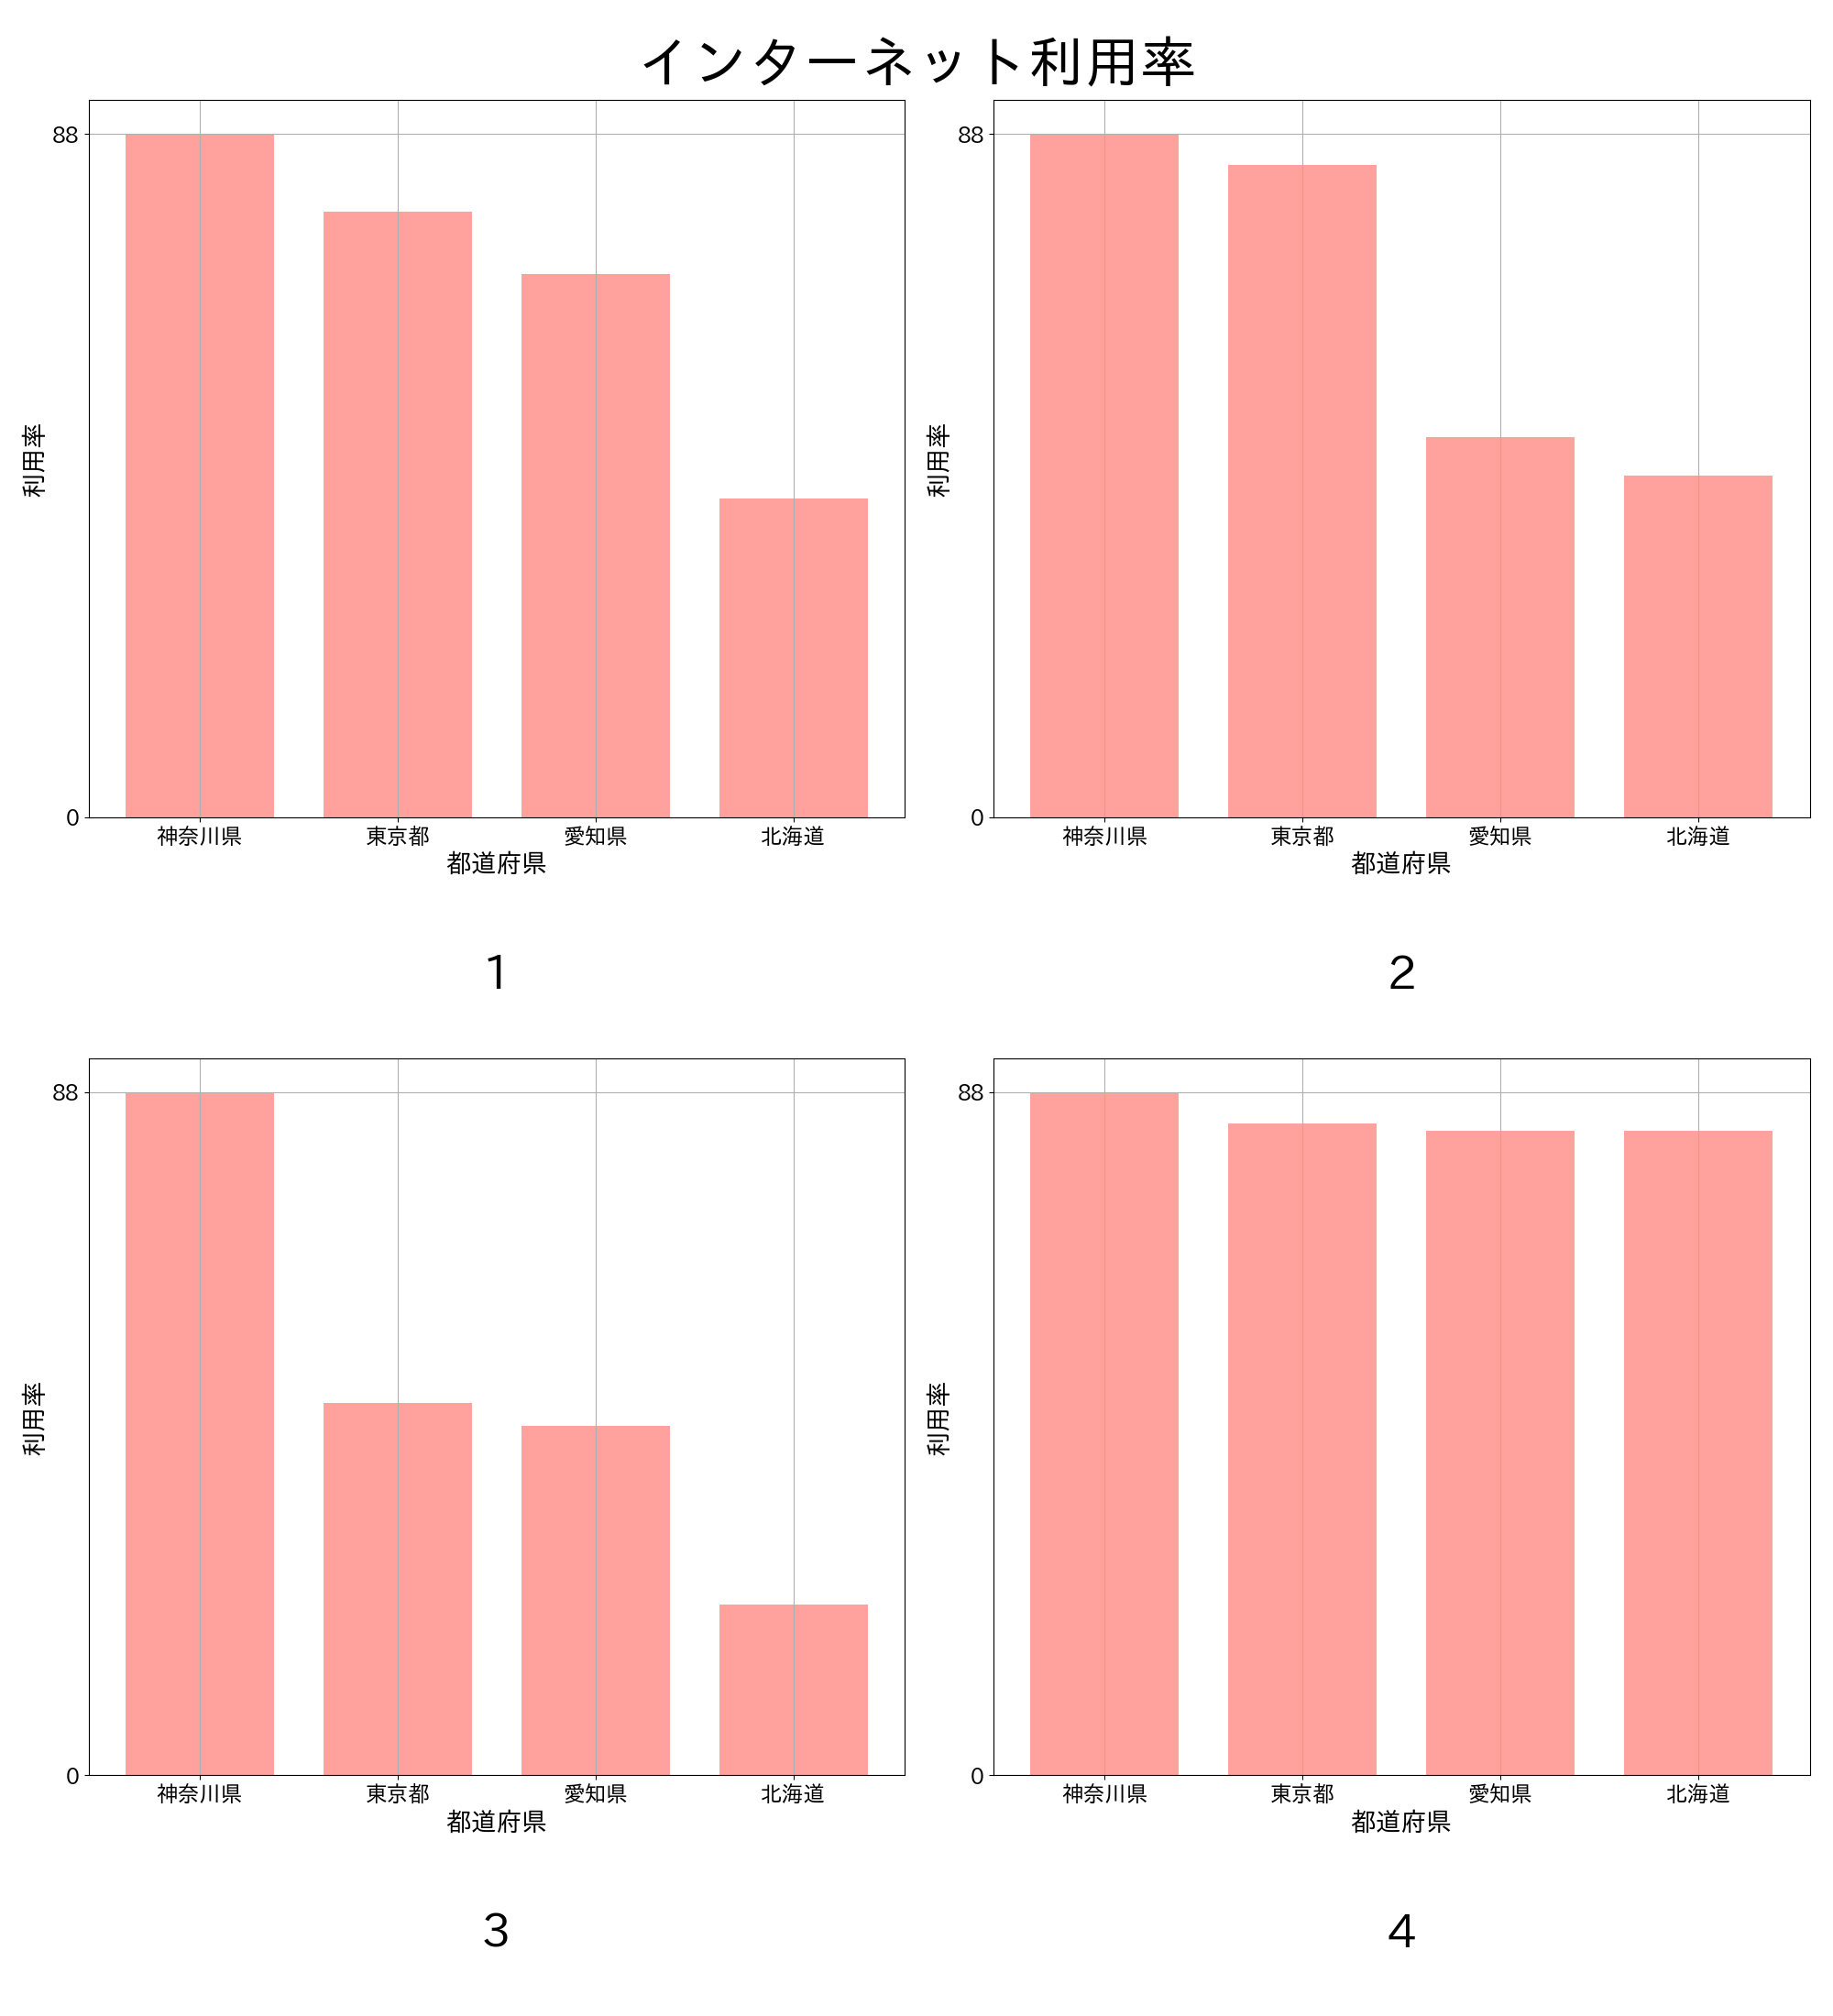 インターネット利用率
88
0
利用率
神奈川県 東京都 愛知県 北海道
都道府県
1
88
0
利用率
神奈川県 東京都 愛知県 北海道
都道府県
2
88
0
利用率
神奈川県 東京都 愛知県 北海道
都道府県
3
88
0
利用率
神奈川県 東京都 愛知県 北海道
都道府県
4